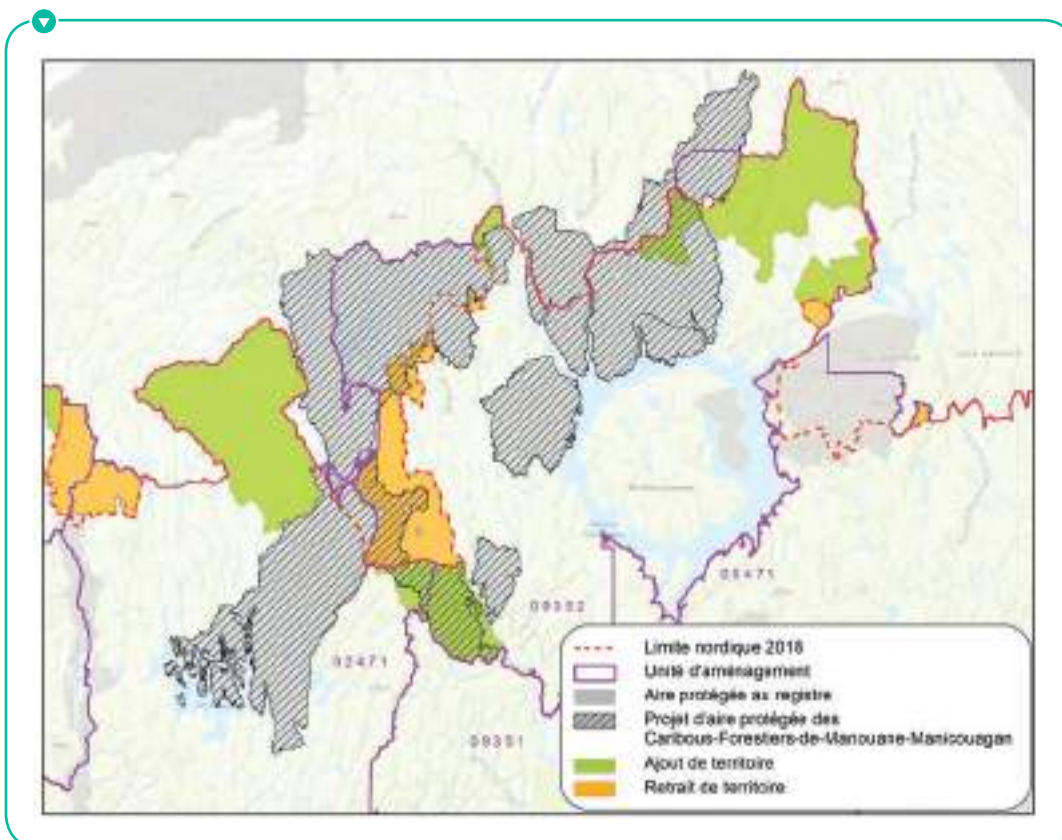 02471
09351
09352
Limite nordique 2018
Unité d'aménagement
Aire protégée au registre
Projet d'aire protégée des
Caribous-Forestiers-de-Manouane-Manicouagan
Ajout de territoire
Retrait de territoire